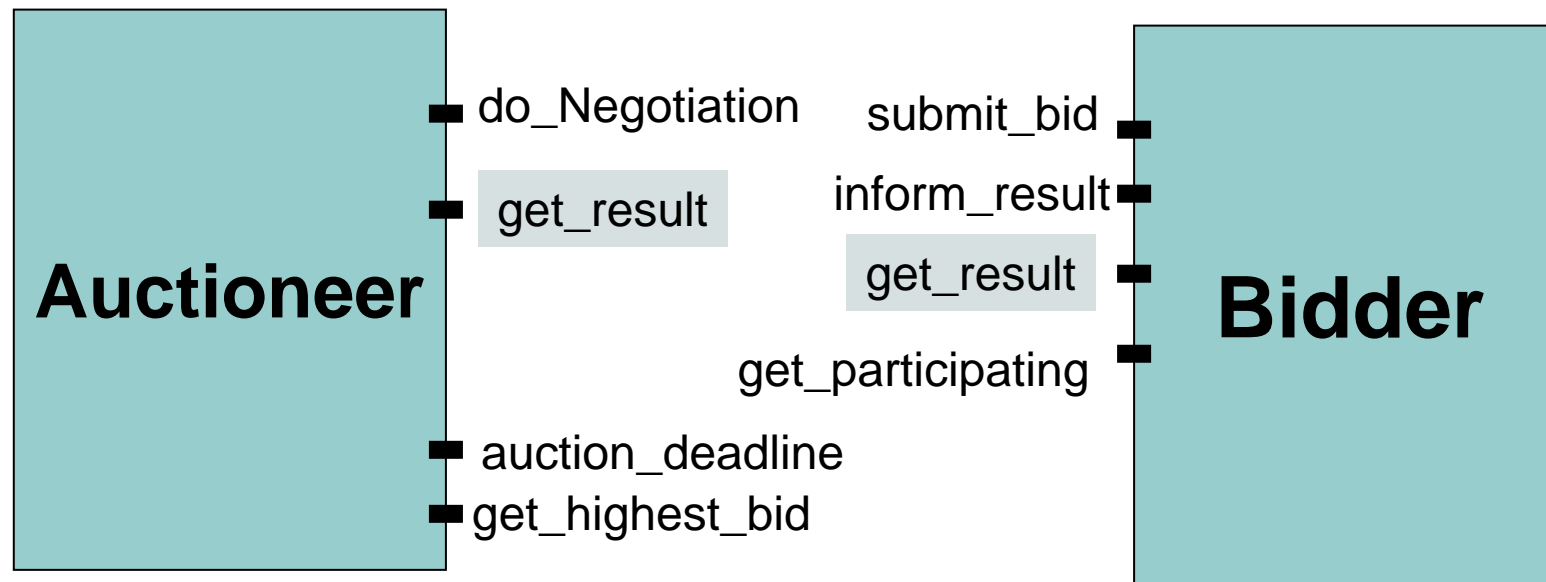 Auctioneer
do_Negotiation
get_result
auction_deadline
get_highest_bid
submit_bid
inform_result
get_result
get_participating
Bidder